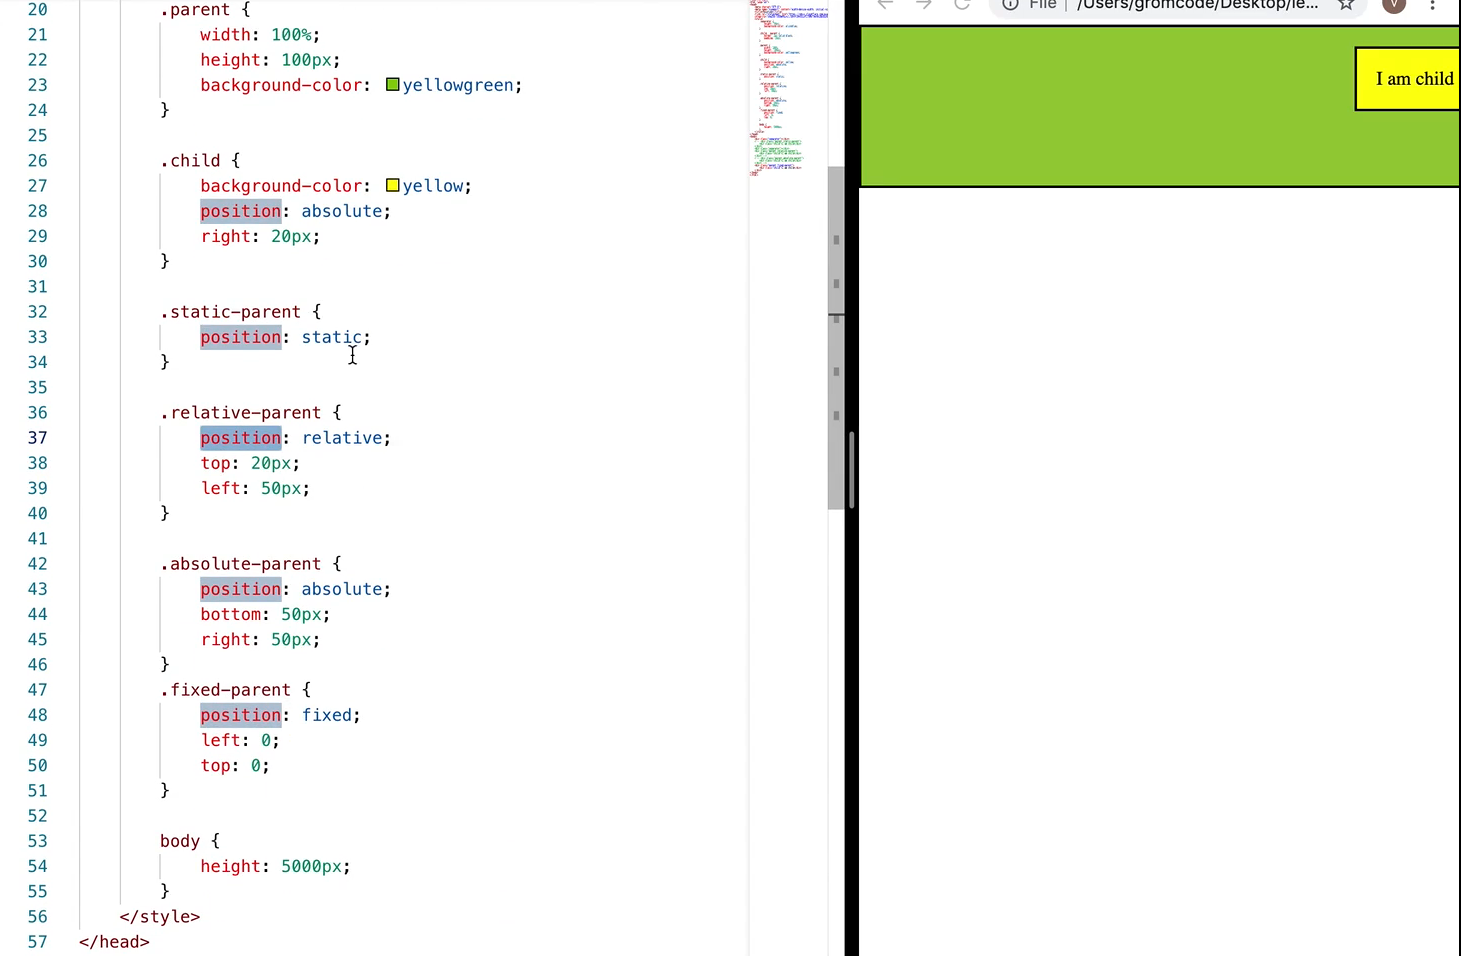 20 .parent {
21 width: 100%;
22 height: 100px;
23 background-color: yellowgreen;
24 }
25
26 .child {
27 background-color: yellow;
28 position: absolute;
29 right: 20px;
30 }
31
32 .static-parent {
33 position: static;
34 }
35
36 .relative-parent {
37 position: relative;
38 top: 20px;
39 left: 50px;
40 }
41
42 .absolute-parent {
43 position: absolute;
44 bottom: 50px;
45 right: 50px;
46 }
47 .fixed-parent {
48 position: fixed;
49 left: 0;
50 top: 0;
51 }
52
53 body {
54 height: 5000px;
55 }
56 </style>
57 </head>
File | /Users/gromcode/Desktop/le...
V
I am child